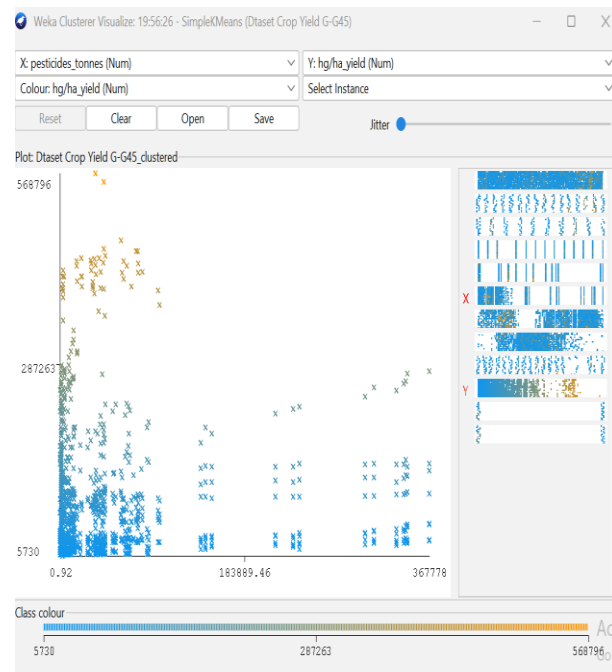 Weka Clusterer Visualize: 19:56:26 - SimpleKMeans (Dtaset Crop Yield G-G45)
X: pesticides_tonnes (Num)
Y: hg/ha_yield (Num)
Colour: hg/ha_yield (Num)
Select Instance
Reset
Clear
Open
Save
Jitter
Plot: Dtaset Crop Yield G-G45_clustered
568796
287263
5730
0.92
183889.46
367778
X
Y
Class colour
5730
287263
568796